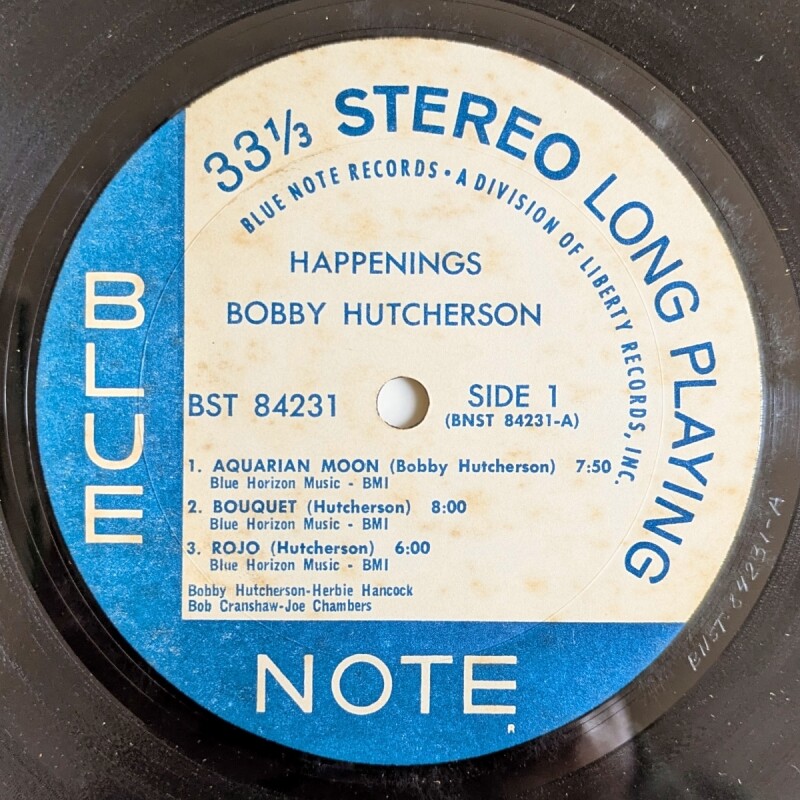 33⅓ STEREO LONG PLAYING
BLUE NOTE RECORDS • A DIVISION OF LIBERTY RECORDS, INC.
HAPPENINGS
BOBBY HUTCHERSON
BST 84231
SIDE 1
(BNST 84231-A)
1. AQUARIAN MOON (Bobby Hutcherson) 7:50
Blue Horizon Music - BMI
2. BOUQUET (Hutcherson) 8:00
Blue Horizon Music - BMI
3. ROJO (Hutcherson) 6:00
Blue Horizon Music - BMI
Bobby Hutcherson-Herbie Hancock
Bob Cranshaw-Joe Chambers
BLUE
NOTE
R
BNST-84231-A